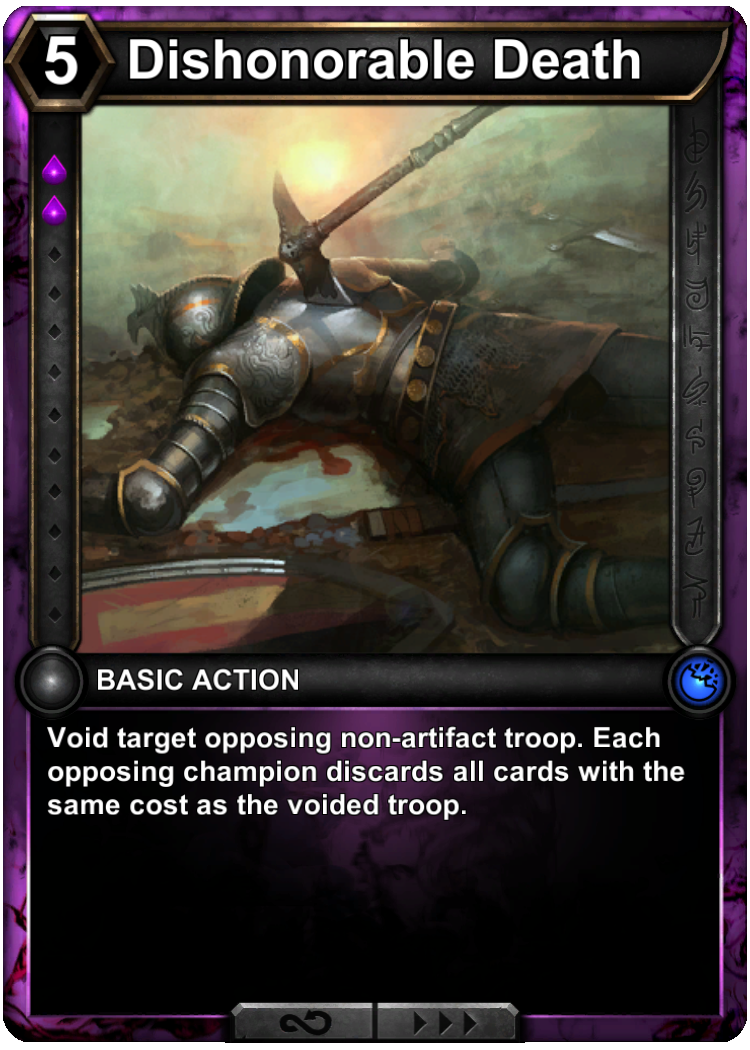 5
Dishonorable Death
BASIC ACTION
Void target opposing non-artifact troop. Each
opposing champion discards all cards with the
same cost as the voided troop.